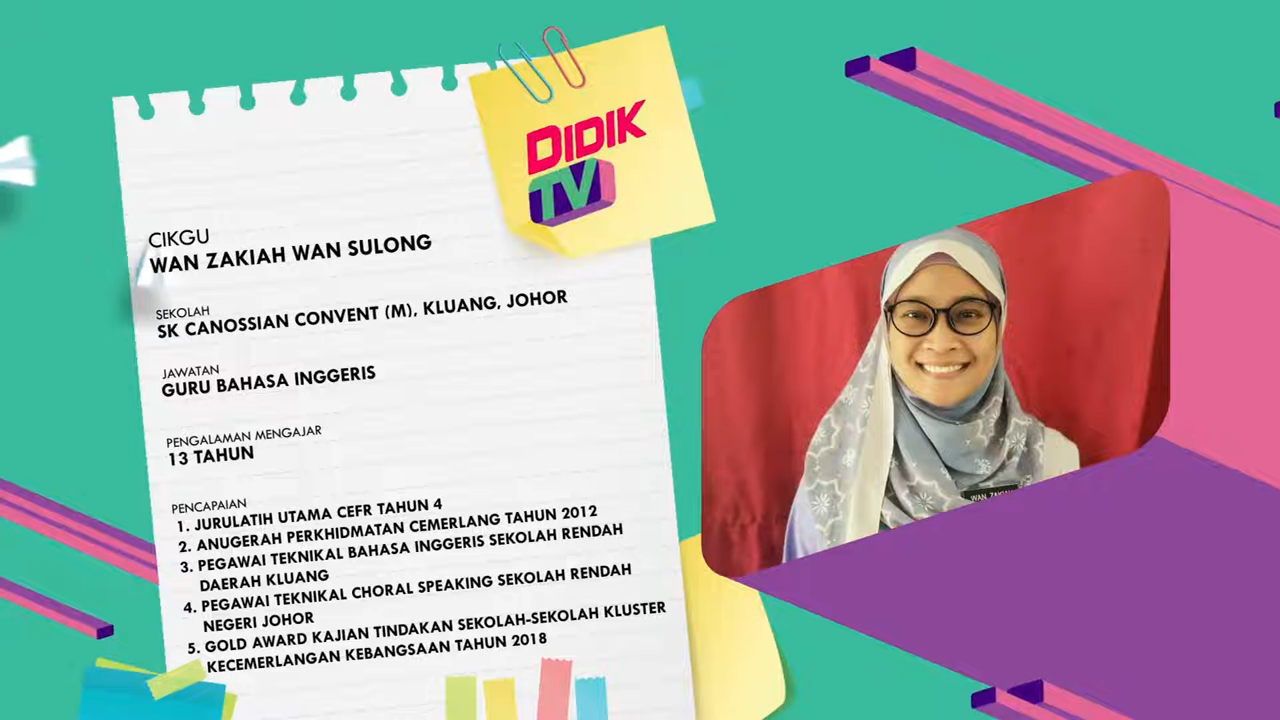 DIDIK
TV
CIKGU
WAN ZAKIAH WAN SULONG
SEKOLAH
SK CANOSSIAN CONVENT (M), KLUANG, JOHOR
JAWATAN
GURU BAHASA INGGERIS
PENGALAMAN MENGAJAR
13 TAHUN
PENCAPAIAN
1. JURULATIH UTAMA CEFR TAHUN 4
2. ANUGERAH PERKHIDMATAN CEMERLANG TAHUN 2012
3. PEGAWAI TEKNIKAL BAHASA INGGERIS SEKOLAH RENDAH
DAERAH KLUANG
4. PEGAWAI TEKNIKAL CHORAL SPEAKING SEKOLAH RENDAH
NEGERI JOHOR
5. GOLD AWARD KAJIAN TINDAKAN SEKOLAH-SEKOLAH KLUSTER
KECEMERLANGAN KEBANGSAAN TAHUN 2018
WAN